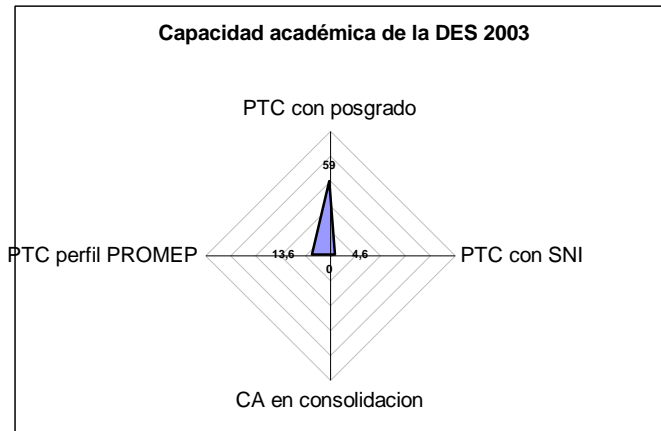 Capacidad académica de la DES 2003
PTC con posgrado
59
PTC perfil PROMEP
13,6
4,6
PTC con SNI
0
CA en consolidacion